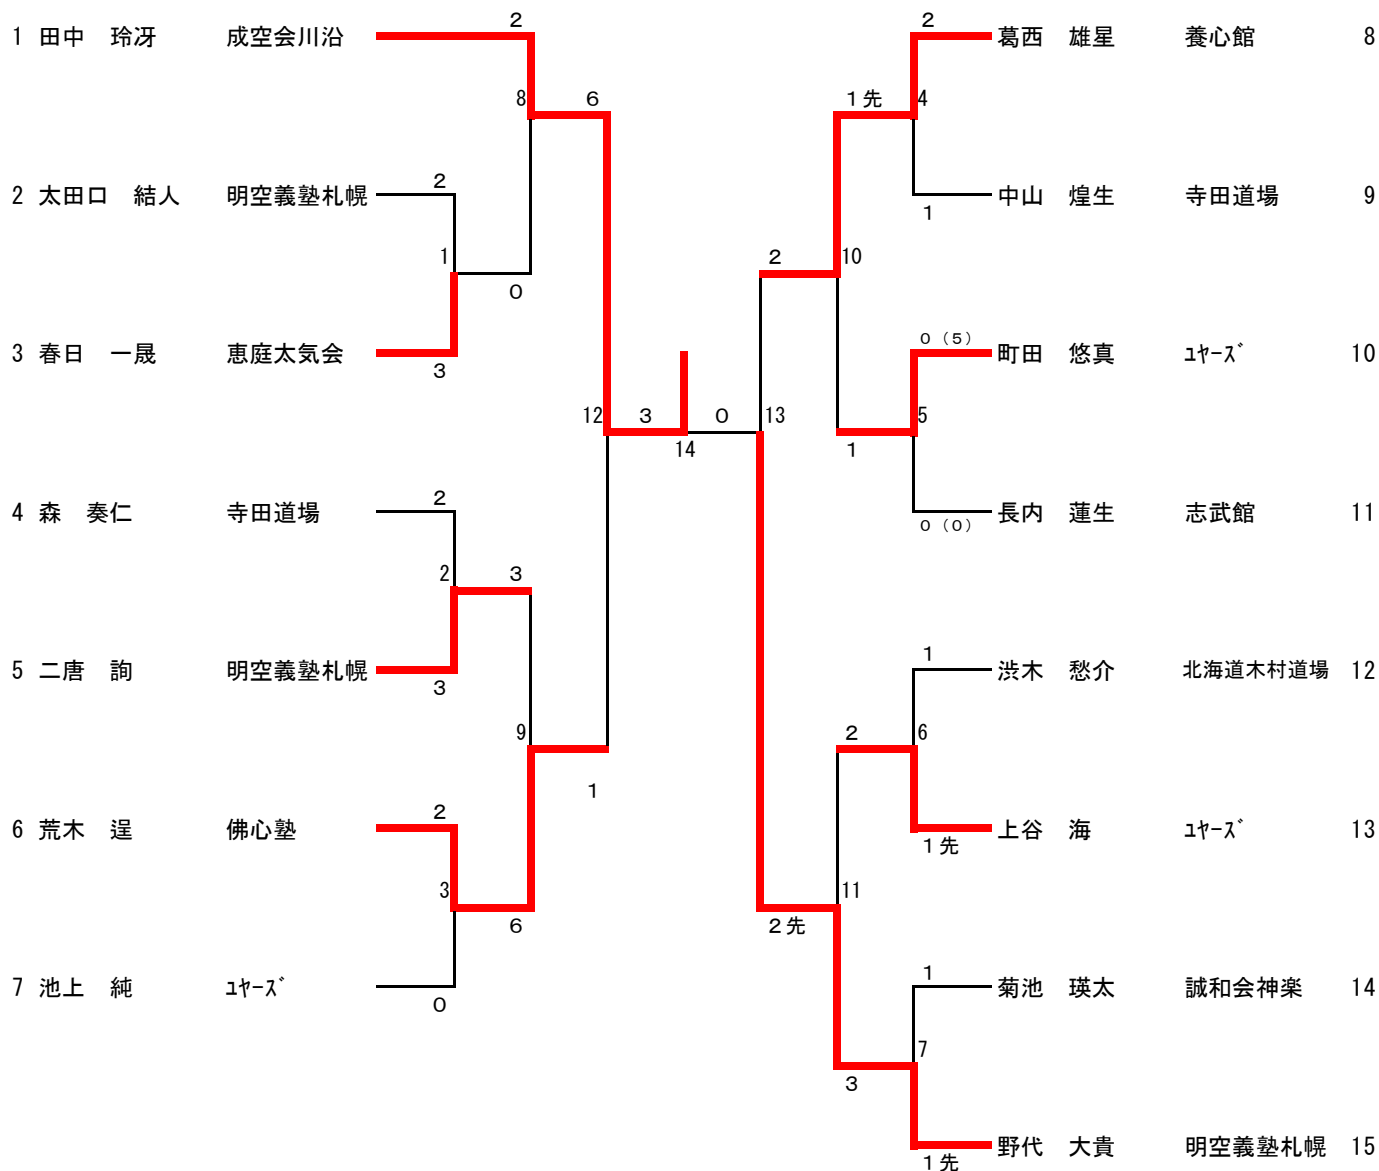 2 2
1 田中 玲冴 成空会川沿 葛西 雄星 養心館 8
8 6 1先 4
2 太田口 結人 明空義塾札幌 2 中山 煌生 寺田道場 9
1
1 2 10
0
3 春日 一晟 恵庭太気会 0(5) 町田 悠真 ﾕﾔｰｽﾞ 10
3
12 3 0 13 5
14 1
4 森 奏仁 寺田道場 2 長内 蓮生 志武館 11
0(0)
2 3
1
5 二唐 詢 明空義塾札幌 渋木 愁介 北海道木村道場 12
3
9 2 6
1
6 荒木 逞 佛心塾 2 上谷 海 ﾕﾔｰｽﾞ 13
1先
3 11
6 2先
1
7 池上 純 ﾕﾔｰｽﾞ 菊池 瑛太 誠和会神楽 14
0
7
3
野代 大貴 明空義塾札幌 15
1先